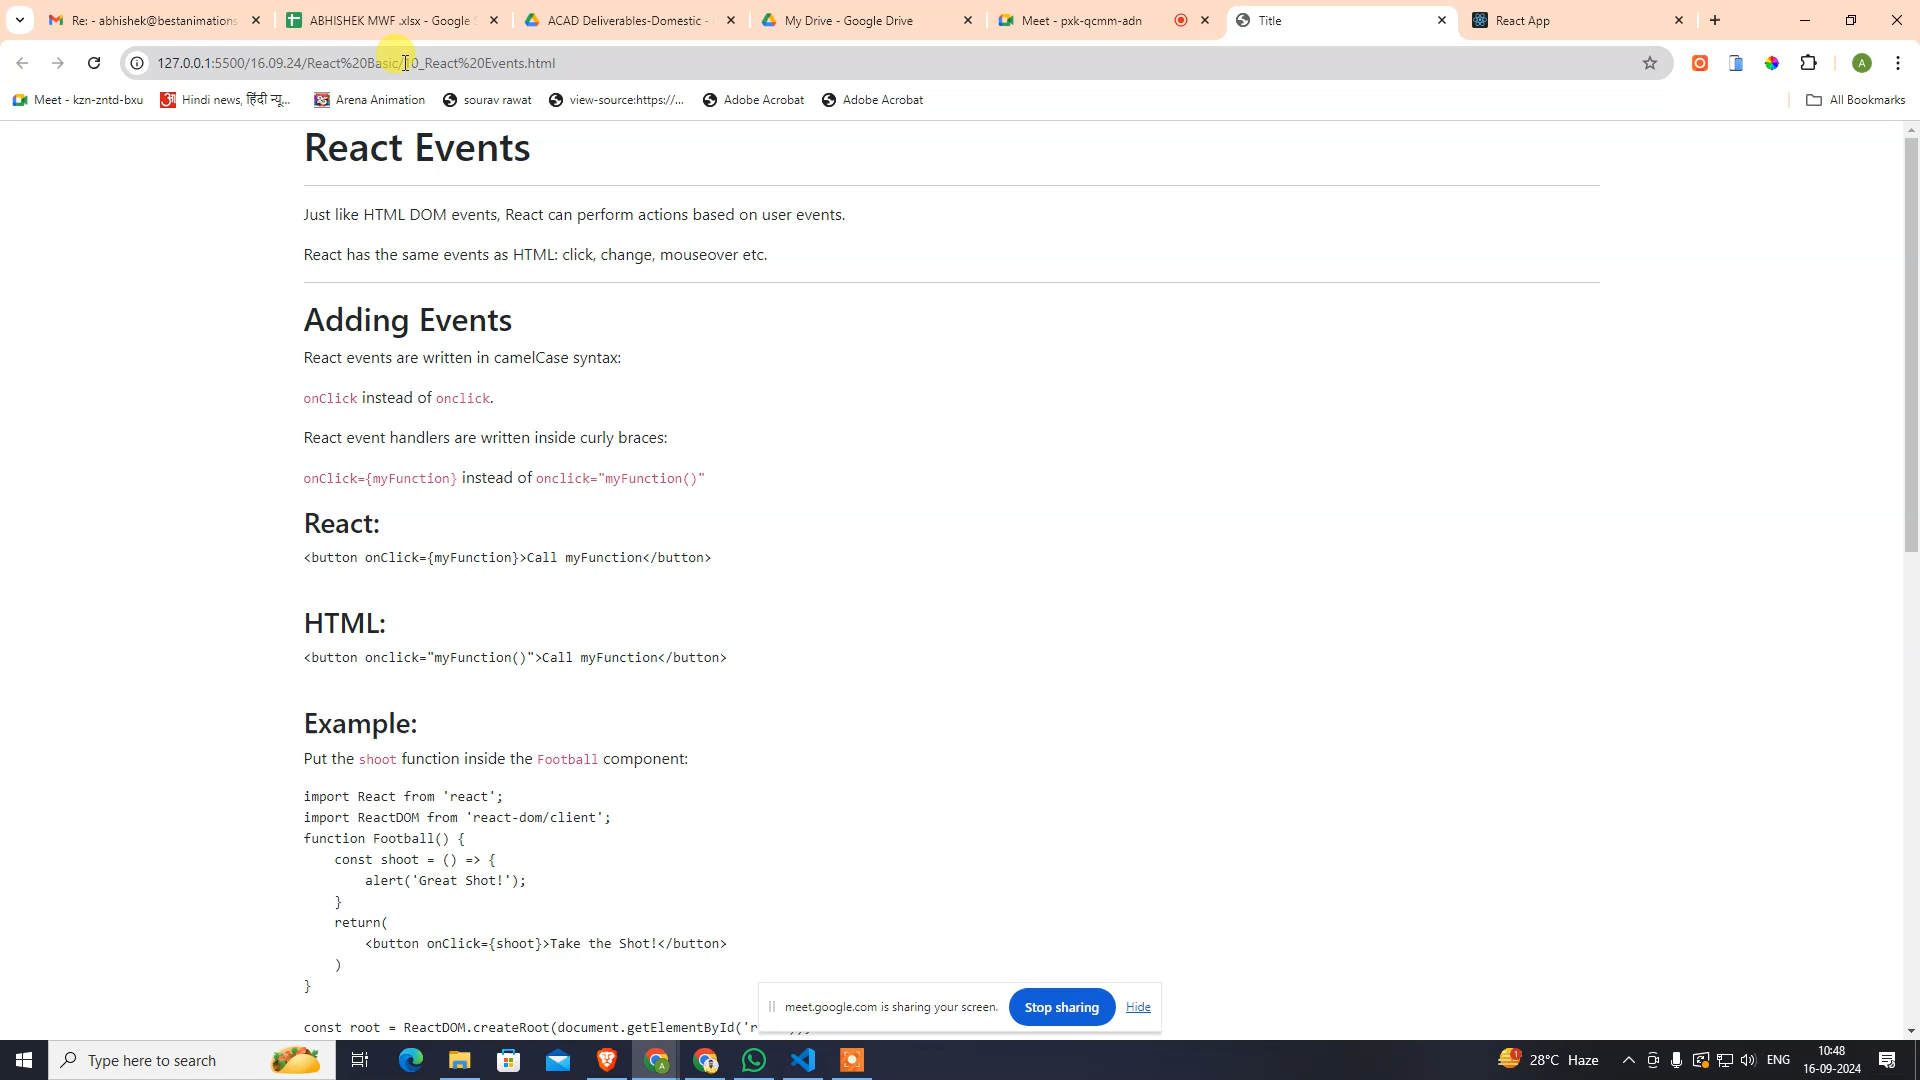 Re: - abhishek@bestanimations
ABHISHEK MWF .xlsx - Google S
ACAD Deliverables-Domestic -
My Drive - Google Drive
Meet - pxk-qcmm-adn
Title
React App
127.0.0.1:5500/16.09.24/React%20Basic/10_React%20Events.html
A
Meet - kzn-zntd-bxu
Hindi news, हिंदी न्यू...
Arena Animation
sourav rawat
view-source:https://...
Adobe Acrobat
Adobe Acrobat
All Bookmarks
React Events
Just like HTML DOM events, React can perform actions based on user events.
React has the same events as HTML: click, change, mouseover etc.
Adding Events
React events are written in camelCase syntax:
onClick instead of onclick.
React event handlers are written inside curly braces:
onClick={myFunction} instead of onclick="myFunction()"
React:
<button onClick={myFunction}>Call myFunction</button>
HTML:
<button onclick="myFunction()">Call myFunction</button>
Example:
Put the shoot function inside the Football component:
import React from 'react';
import ReactDOM from 'react-dom/client';
function Football() {
const shoot = () => {
alert('Great Shot!');
}
return(
<button onClick={shoot}>Take the Shot!</button>
)
}
meet.google.com is sharing your screen.
Stop sharing
Hide
const root = ReactDOM.createRoot(document.getElementById('r
Type here to search
28°C Haze
ENG
10:48
16-09-2024